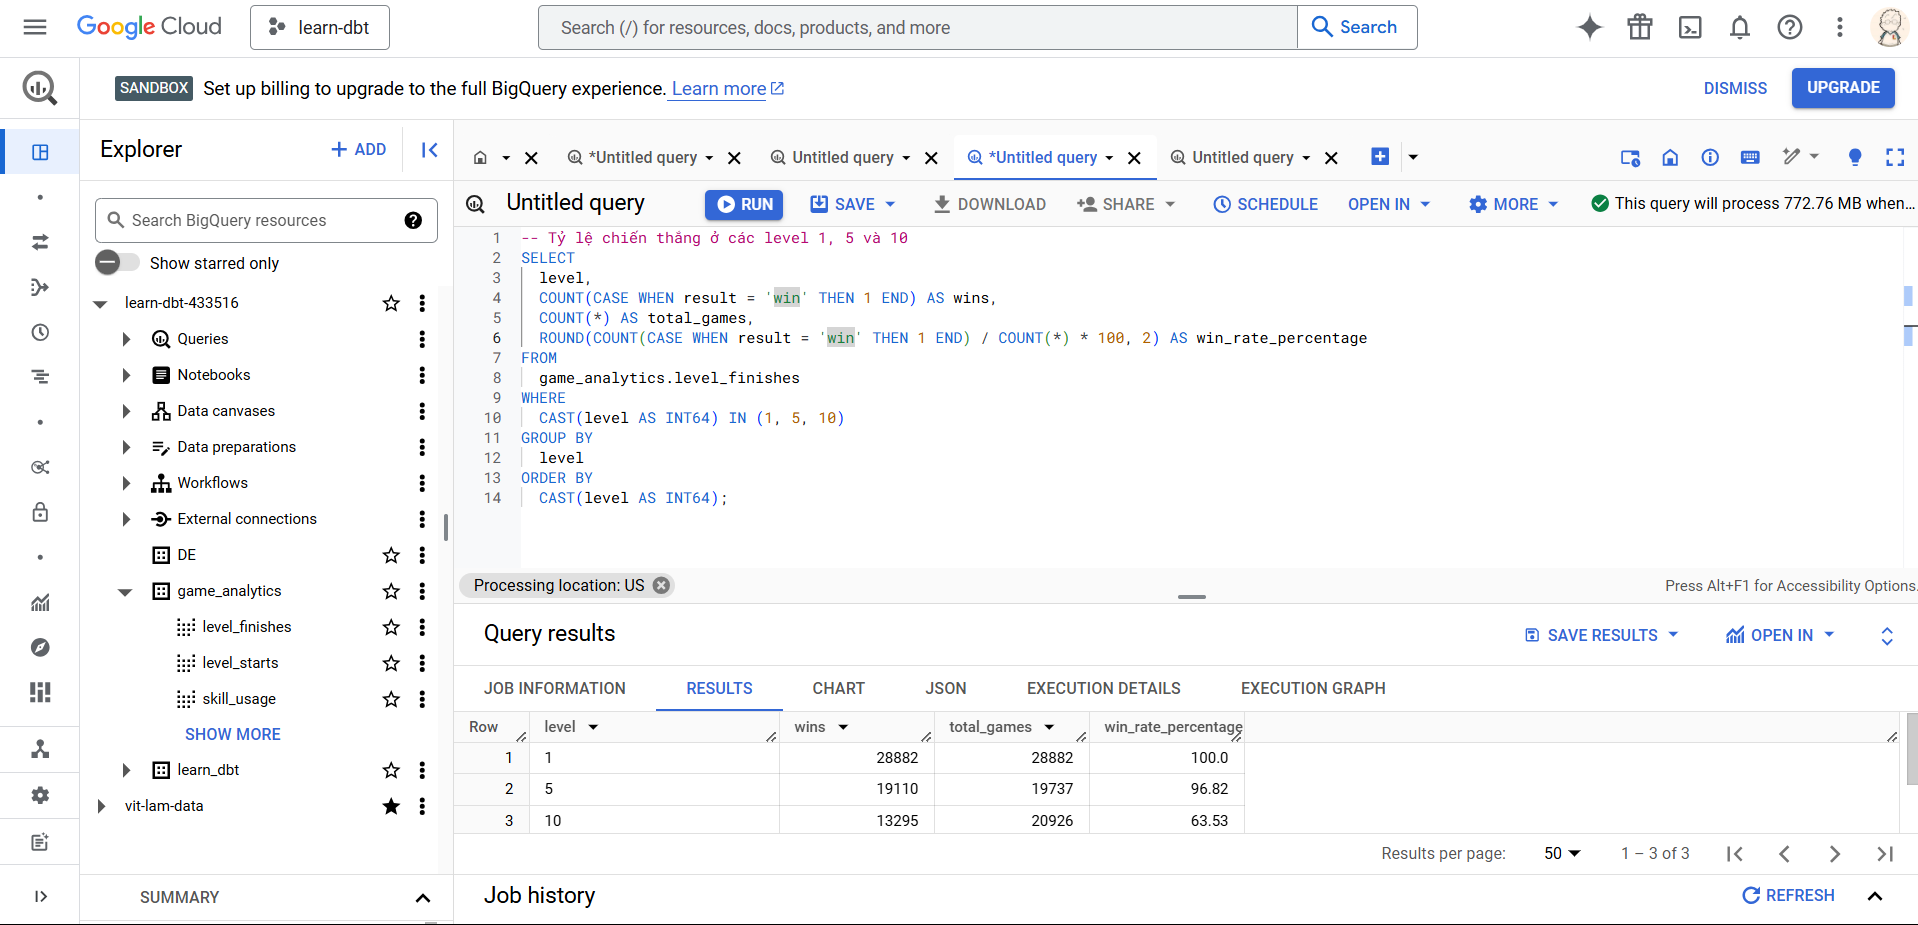 Google Cloud
learn-dbt
Search (/) for resources, docs, products, and more
Search
SANDBOX Set up billing to upgrade to the full BigQuery experience. Learn more
DISMISS
UPGRADE
Explorer
+ ADD
*Untitled query
Untitled query
*Untitled query
Untitled query
Search BigQuery resources
Show starred only
learn-dbt-433516
Queries
Notebooks
Data canvases
Data preparations
Workflows
External connections
DE
game_analytics
level_finishes
level_starts
skill_usage
SHOW MORE
learn_dbt
vit-lam-data
SUMMARY
Untitled query
RUN
SAVE
DOWNLOAD
SHARE
SCHEDULE
OPEN IN
MORE
This query will process 772.76 MB when...
1 -- Tỷ lệ chiến thắng ở các level 1, 5 và 10
2 SELECT
3 level,
4 COUNT(CASE WHEN result = 'win' THEN 1 END) AS wins,
5 COUNT(*) AS total_games,
6 ROUND(COUNT(CASE WHEN result = 'win' THEN 1 END) / COUNT(*) * 100, 2) AS win_rate_percentage
7 FROM
8 game_analytics.level_finishes
9 WHERE
10 CAST(level AS INT64) IN (1, 5, 10)
11 GROUP BY
12 level
13 ORDER BY
14 CAST(level AS INT64);
Processing location: US
Press Alt+F1 for Accessibility Options.
Query results
SAVE RESULTS
OPEN IN
JOB INFORMATION
RESULTS
CHART
JSON
EXECUTION DETAILS
EXECUTION GRAPH
Row level wins total_games win_rate_percentage
1 1 28882 28882 100.0
2 5 19110 19737 96.82
3 10 13295 20926 63.53
Results per page: 50 1 – 3 of 3
Job history
REFRESH